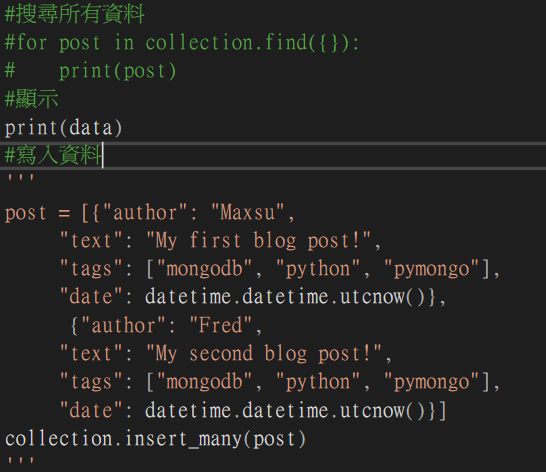 #搜尋所有資料
#for post in collection.find({}):
#    print(post)
#顯示
print(data)
#寫入資料
'''
post = [{"author": "Maxsu",
     "text": "My first blog post!",
     "tags": ["mongodb", "python", "pymongo"],
     "date": datetime.datetime.utcnow()},
      {"author": "Fred",
     "text": "My second blog post!",
     "tags": ["mongodb", "python", "pymongo"],
     "date": datetime.datetime.utcnow()}]
collection.insert_many(post)
'''